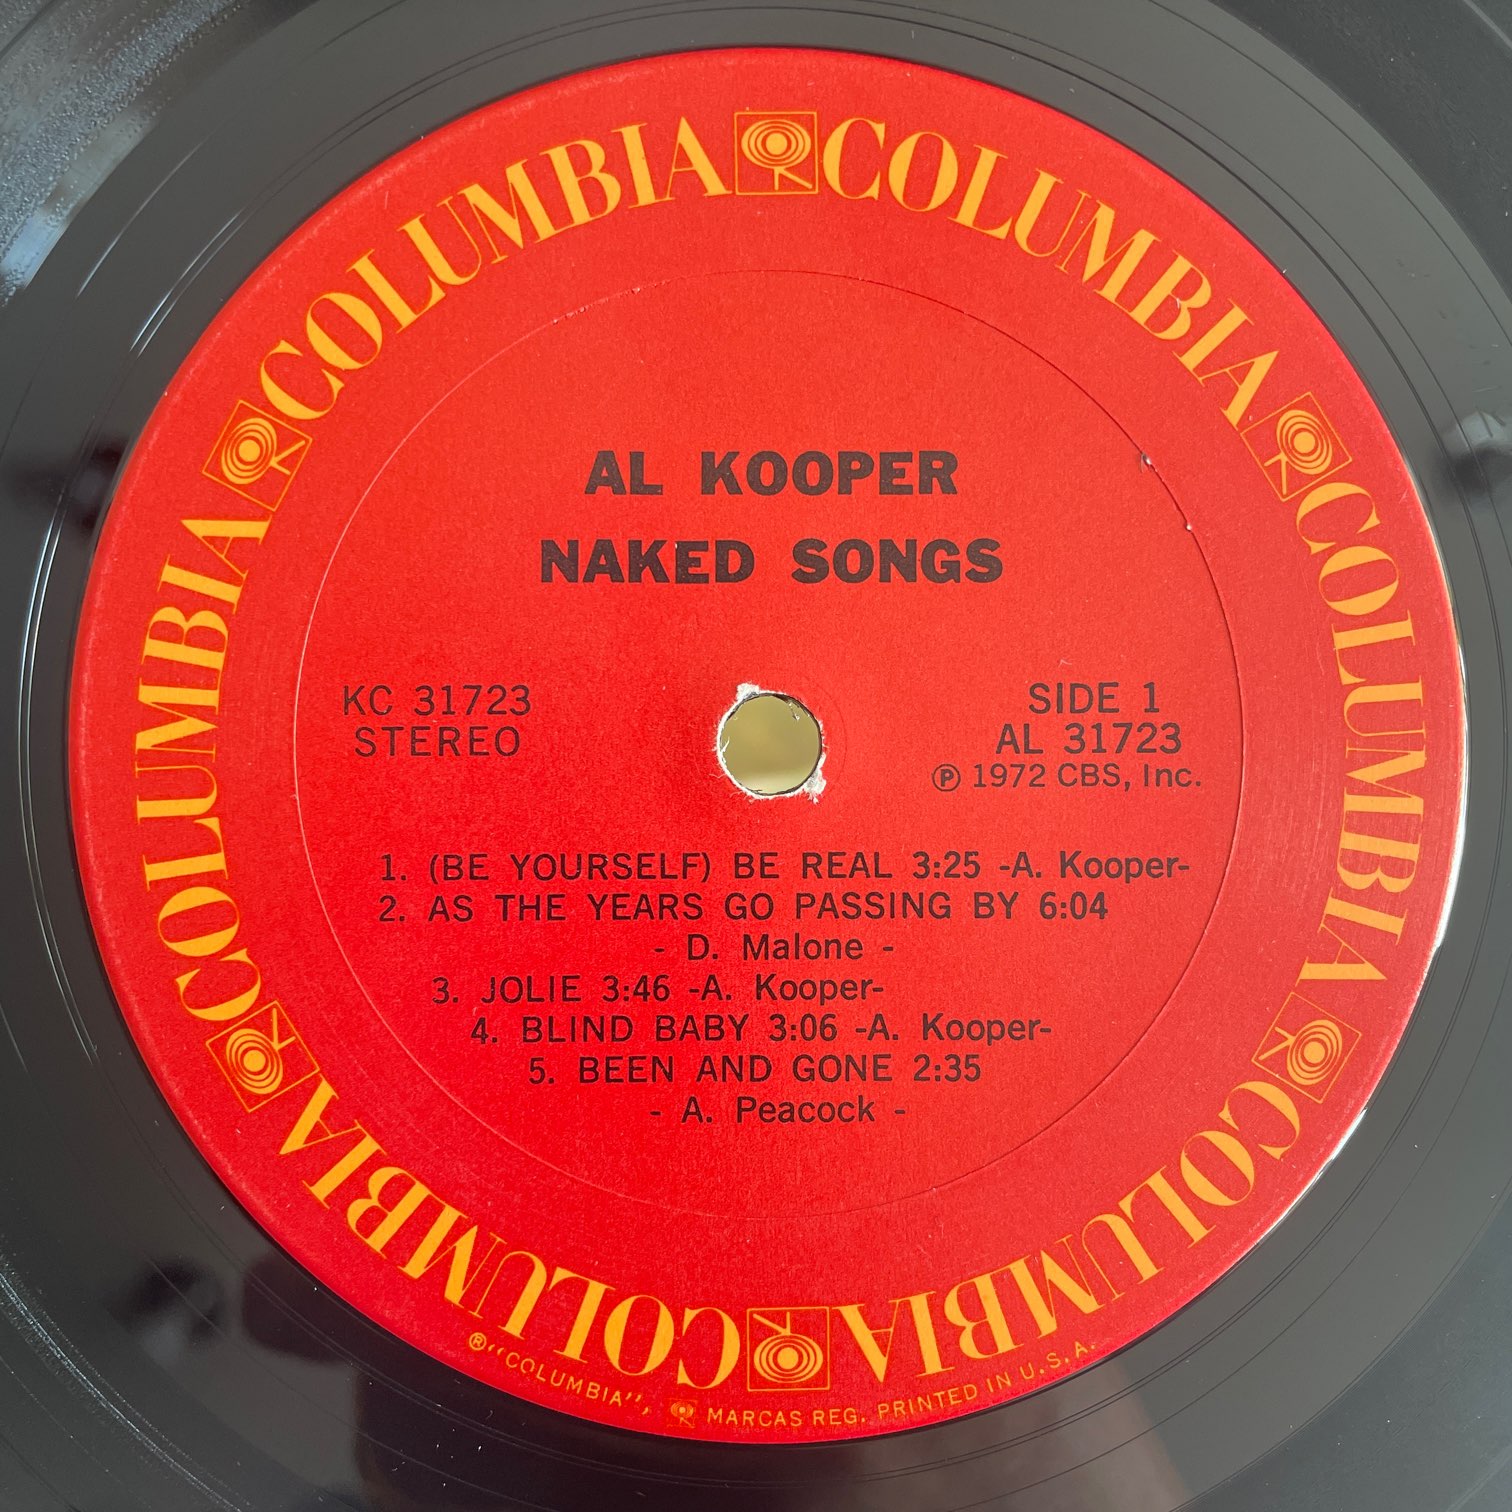 COLUMBIA COLUMBIA COLUMBIA COLUMBIA COLUMBIA COLUMBIA
AL KOOPER
NAKED SONGS
KC 31723
STEREO
SIDE 1
AL 31723
Ⓟ 1972 CBS, Inc.
1. (BE YOURSELF) BE REAL 3:25 -A. Kooper-
2. AS THE YEARS GO PASSING BY 6:04
- D. Malone -
3. JOLIE 3:46 -A. Kooper-
4. BLIND BABY 3:06 -A. Kooper-
5. BEEN AND GONE 2:35
- A. Peacock -
®"COLUMBIA", MARCAS REG. PRINTED IN U.S.A.